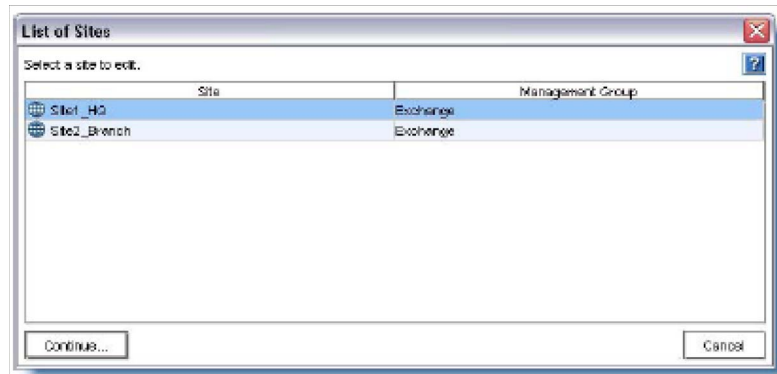 List of Sites
Select a site to edit.
?
Site Management Group
Site1_HQ Exchange
Site2_Branch Exchange
Continue... Cancel